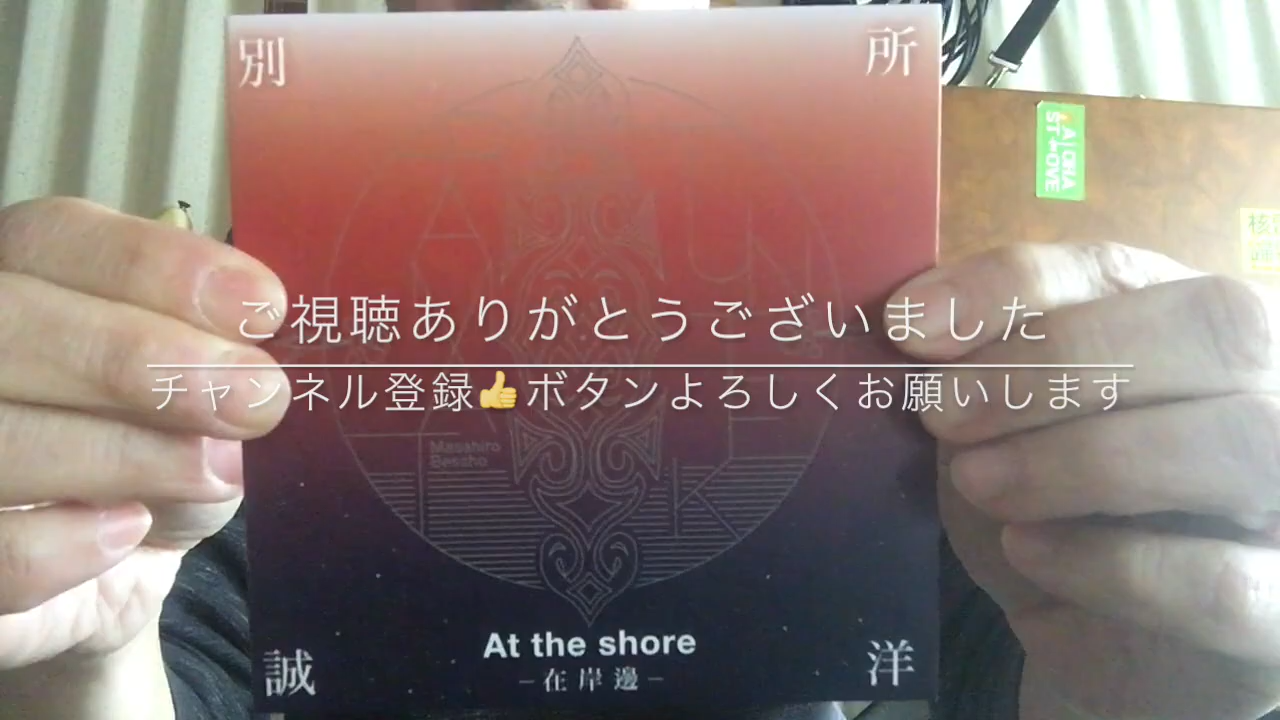 別 所
ご視聴ありがとうございました
チャンネル登録👍ボタンよろしくお願いします
Masahiro
Bessho
誠 洋
At the shore
–在岸邊–